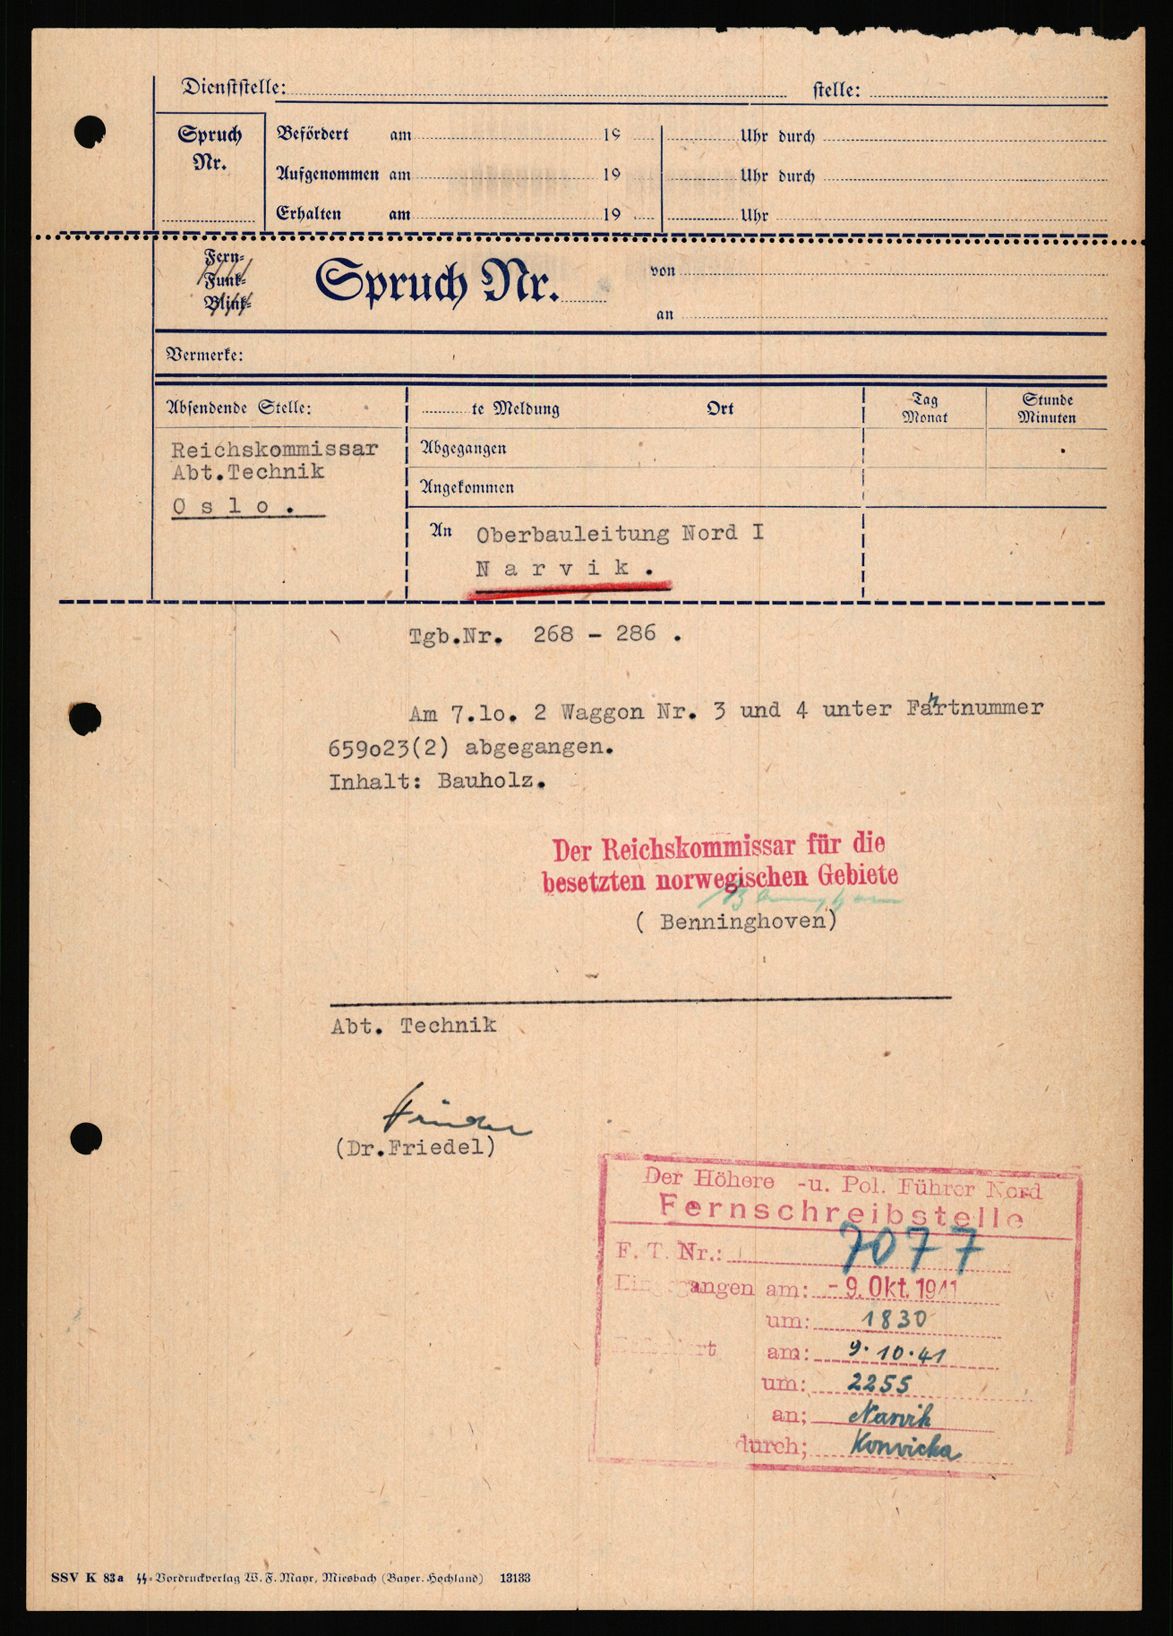 Dienststelle: stelle:
Spruch Nr.
Befördert am 19 Uhr durch
Aufgenommen am 19 Uhr durch
Erhalten am 19 Uhr
Fern-
Funk-
Blink-
Spruch Nr.
von
an
Vermerke:
Absendende Stelle:
te Meldung Ort Tag Monat Stunde Minuten
Reichskommissar
Abt.Technik
O s l o .
Abgegangen
Angekommen
An Oberbauleitung Nord I
N a r v i k .
Tgb.Nr. 268 - 286 .
Am 7.lo. 2 Waggon Nr. 3 und 4 unter Fahrtnummer
659o23(2) abgegangen.
Inhalt: Bauholz.
Der Reichskommissar für die
besetzten norwegischen Gebiete
( Benninghoven)
Abt. Technik
(Dr.Friedel)
Der Höhere -u. Pol. Führer Nord
Fernschreibstelle
F. T. Nr.: 7077
Eingegangen am: - 9. Okt. 1941
um: 1830
am: 9.10.41
um: 2255
an; Narvik
durch; Konvicka
SSV K 83a ᛋᛋ-Vordruckverlag W. F. Mayr, Miesbach (Bayer. Hochland) 13133